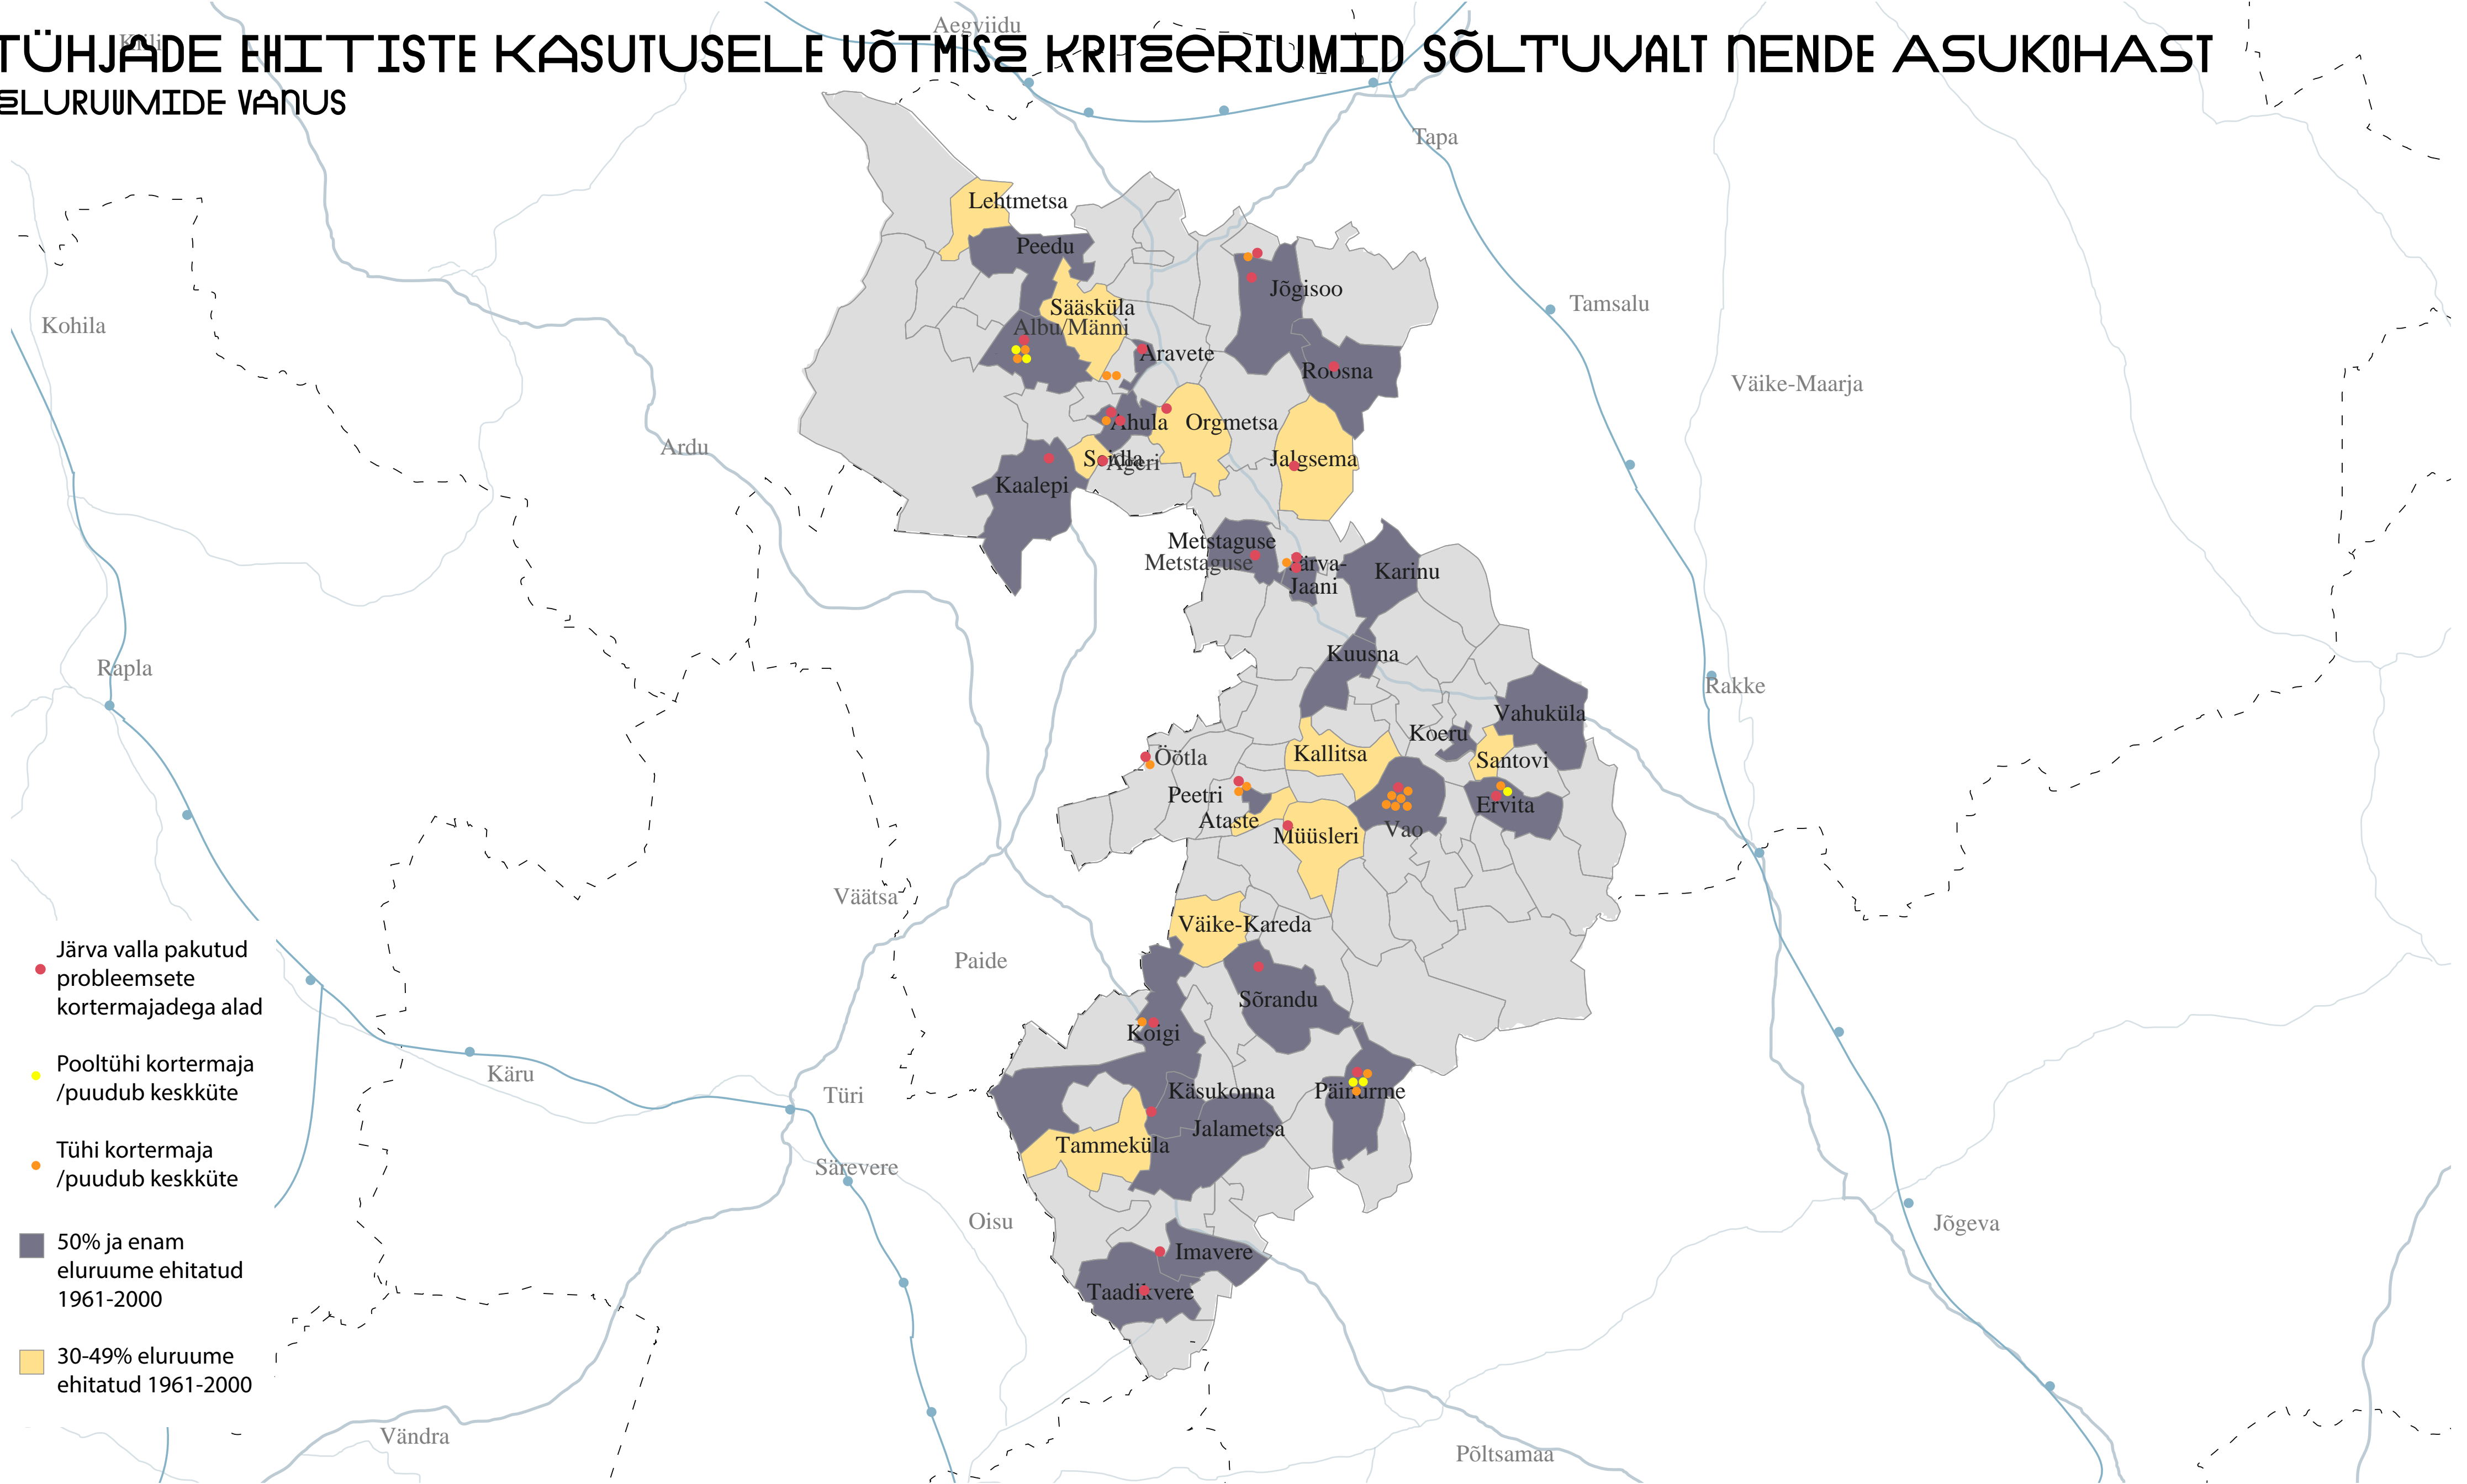 TÜHJADE EHITISTE KASUTUSELE VÕTMISE KRITEERIUMID SÕLTUVALT NENDE ASUKOHAST
ELURUUMIDE VANUS
Kiili
Aegviidu
Tapa
Lehtmetsa
Peedu
Jõgisoo
Sääsküla
Albu/Männi
Tamsalu
Kohila
Aravete
Roosna
Väike-Maarja
Ahula
Orgmetsa
Ardu
Seidla
Ageri
Jalgsema
Kaalepi
Metstaguse
Metstaguse
Järva-
Jaani
Karinu
Kuusna
Rapla
Rakke
Vahuküla
Koeru
Öötla
Kallitsa
Santovi
Peetri
Ervita
Ataste
Müüsleri
Vao
Väätsa
Väike-Kareda
Paide
Sõrandu
Koigi
Käru
Türi
Käsukonna
Päinurme
Jalametsa
Tammeküla
Särevere
Oisu
Jõgeva
Imavere
Taadikvere
Vändra
Põltsamaa
Järva valla pakutud
probleemsete
kortermajadega alad
Pooltühi kortermaja
/puudub keskküte
Tühi kortermaja
/puudub keskküte
50% ja enam
eluruume ehitatud
1961-2000
30-49% eluruume
ehitatud 1961-2000